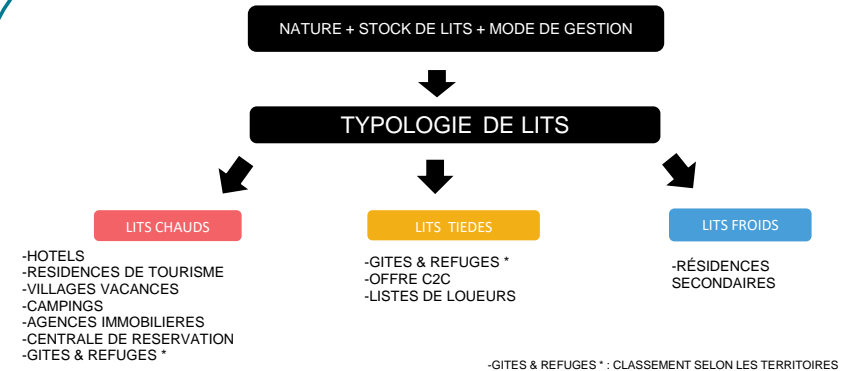 NATURE + STOCK DE LITS + MODE DE GESTION
TYPOLOGIE DE LITS
LITS CHAUDS
-HOTELS
-RESIDENCES DE TOURISME
-VILLAGES VACANCES
-CAMPINGS
-AGENCES IMMOBILIERES
-CENTRALE DE RESERVATION
-GITES & REFUGES *
LITS TIEDES
-GITES & REFUGES *
-OFFRE C2C
-LISTES DE LOUEURS
LITS FROIDS
-RÉSIDENCES
SECONDAIRES
-GITES & REFUGES * : CLASSEMENT SELON LES TERRITOIRES